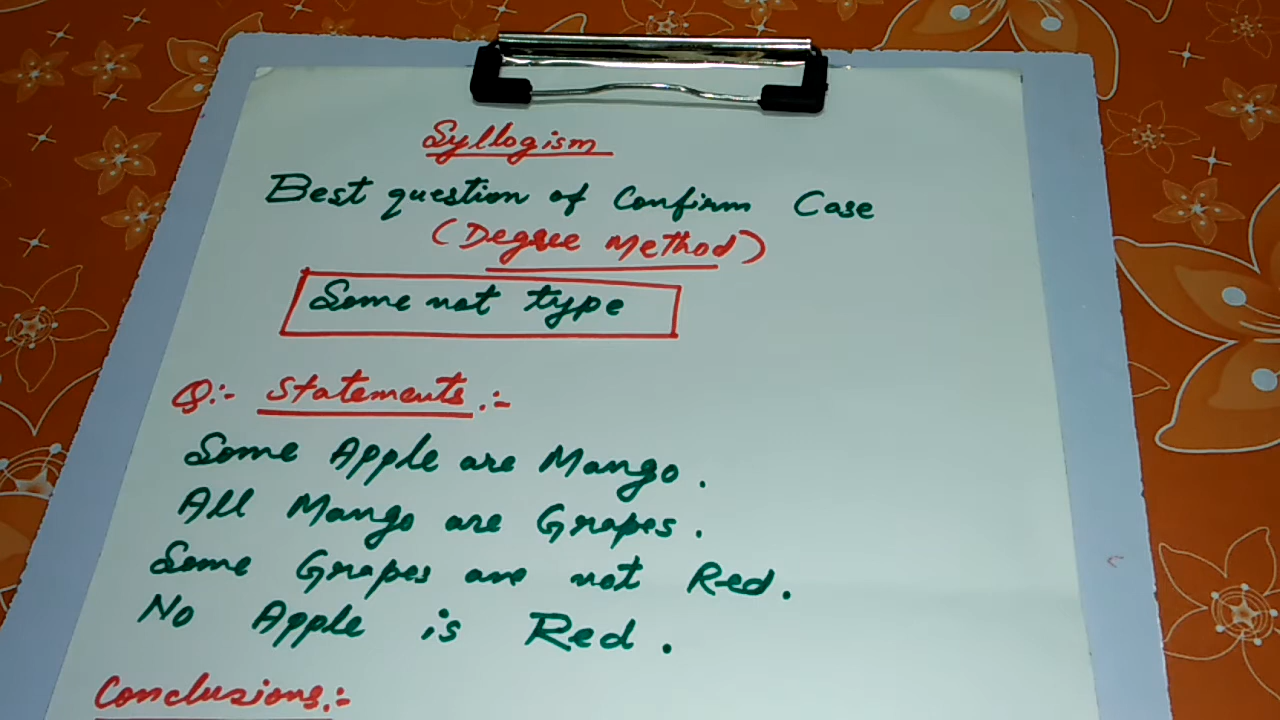 Syllogism
Best question of Confirm Case
(Degree Method)
Some not type
Q:- Statements:-
Some Apple are Mango.
All Mango are Grapes.
Some Grapes are not Red.
No Apple is Red.
Conclusions:-